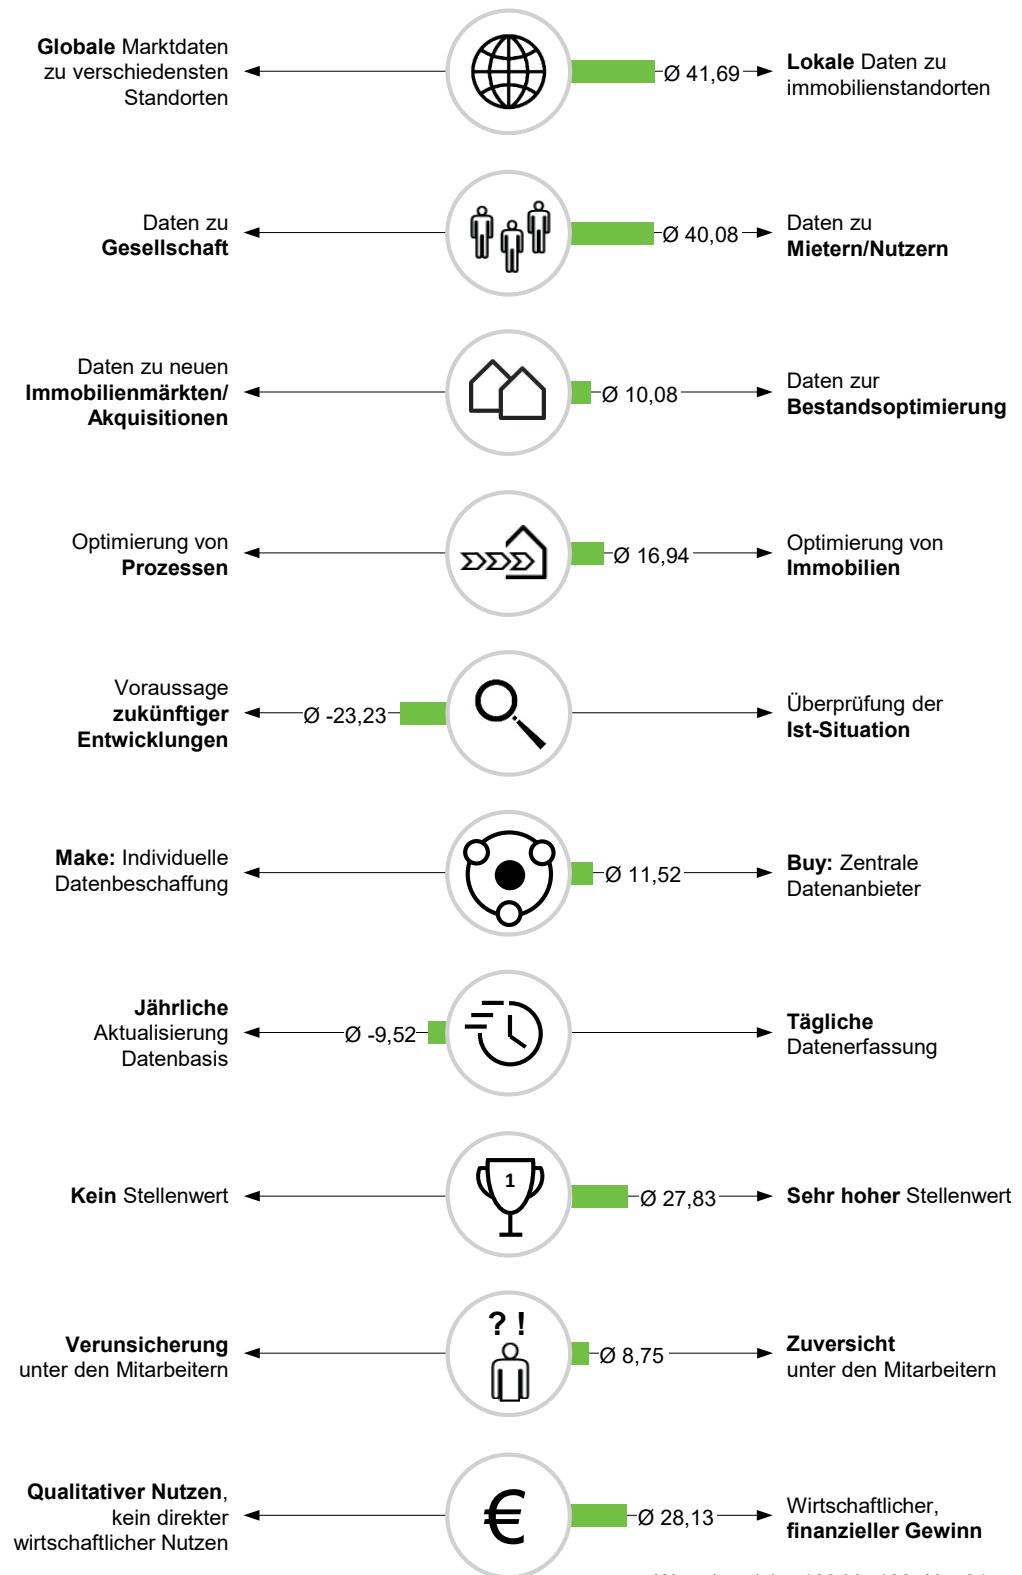 Globale Marktdaten
zu verschiedensten
Standorten
Ø 41,69
Lokale Daten zu
immobilienstandorten
Daten zu
Gesellschaft
Ø 40,08
Daten zu
Mietern/Nutzern
Daten zu neuen
Immobilienmärkten/
Akquisitionen
Ø 10,08
Daten zur
Bestandsoptimierung
Optimierung von
Prozessen
Ø 16,94
Optimierung von
Immobilien
Voraussage
zukünftiger
Entwicklungen
Ø -23,23
Überprüfung der
Ist-Situation
Make: Individuelle
Datenbeschaffung
Ø 11,52
Buy: Zentrale
Datenanbieter
Jährliche
Aktualisierung
Datenbasis
Ø -9,52
Tägliche
Datenerfassung
Kein Stellenwert
1
Ø 27,83
Sehr hoher Stellenwert
Verunsicherung
unter den Mitarbeitern
? !
Ø 8,75
Zuversicht
unter den Mitarbeitern
Qualitativer Nutzen,
kein direkter
wirtschaftlicher Nutzen
€
Ø 28,13
Wirtschaftlicher,
finanzieller Gewinn